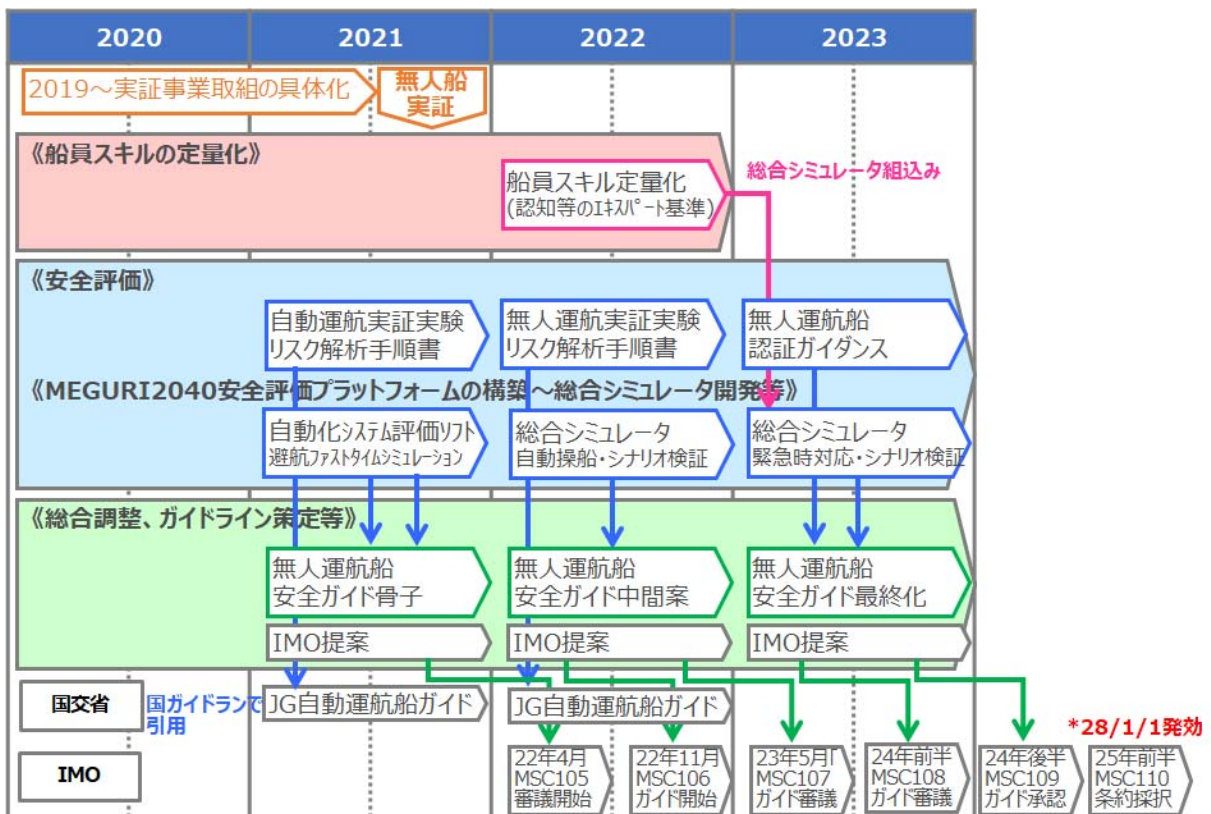 2020
2021
2022
2023
2019～実証事業取組の具体化
無人船
実証
《船員スキルの定量化》
船員スキル定量化
(認知等のｴｷｽﾊﾟｰﾄ基準)
総合シミュレータ組込み
《安全評価》
自動運航実証実験
リスク解析手順書
無人運航実証実験
リスク解析手順書
無人運航船
認証ガイダンス
《MEGURI2040安全評価プラットフォームの構築～総合シミュレータ開発等》
自動化ｼｽﾃﾑ評価ｿﾌﾄ
避航ﾌｧｽﾄﾀｲﾑｼﾐｭﾚｰｼｮﾝ
総合シミュレータ
自動操船・シナリオ検証
総合シミュレータ
緊急時対応・シナリオ検証
《総合調整、ガイドライン策定等》
無人運航船
安全ガイド骨子
無人運航船
安全ガイド中間案
無人運航船
安全ガイド最終化
IMO提案
IMO提案
IMO提案
国交省
国ガイドランで
引用
JG自動運航船ガイド
JG自動運航船ガイド
*28/1/1発効
IMO
22年4月
MSC105
審議開始
22年11月
MSC106
ガイド開始
23年5月｢
MSC107
ガイド審議
24年前半
MSC108
ガイド審議
24年後半
MSC109
ガイド承認
25年前半
MSC110
条約採択